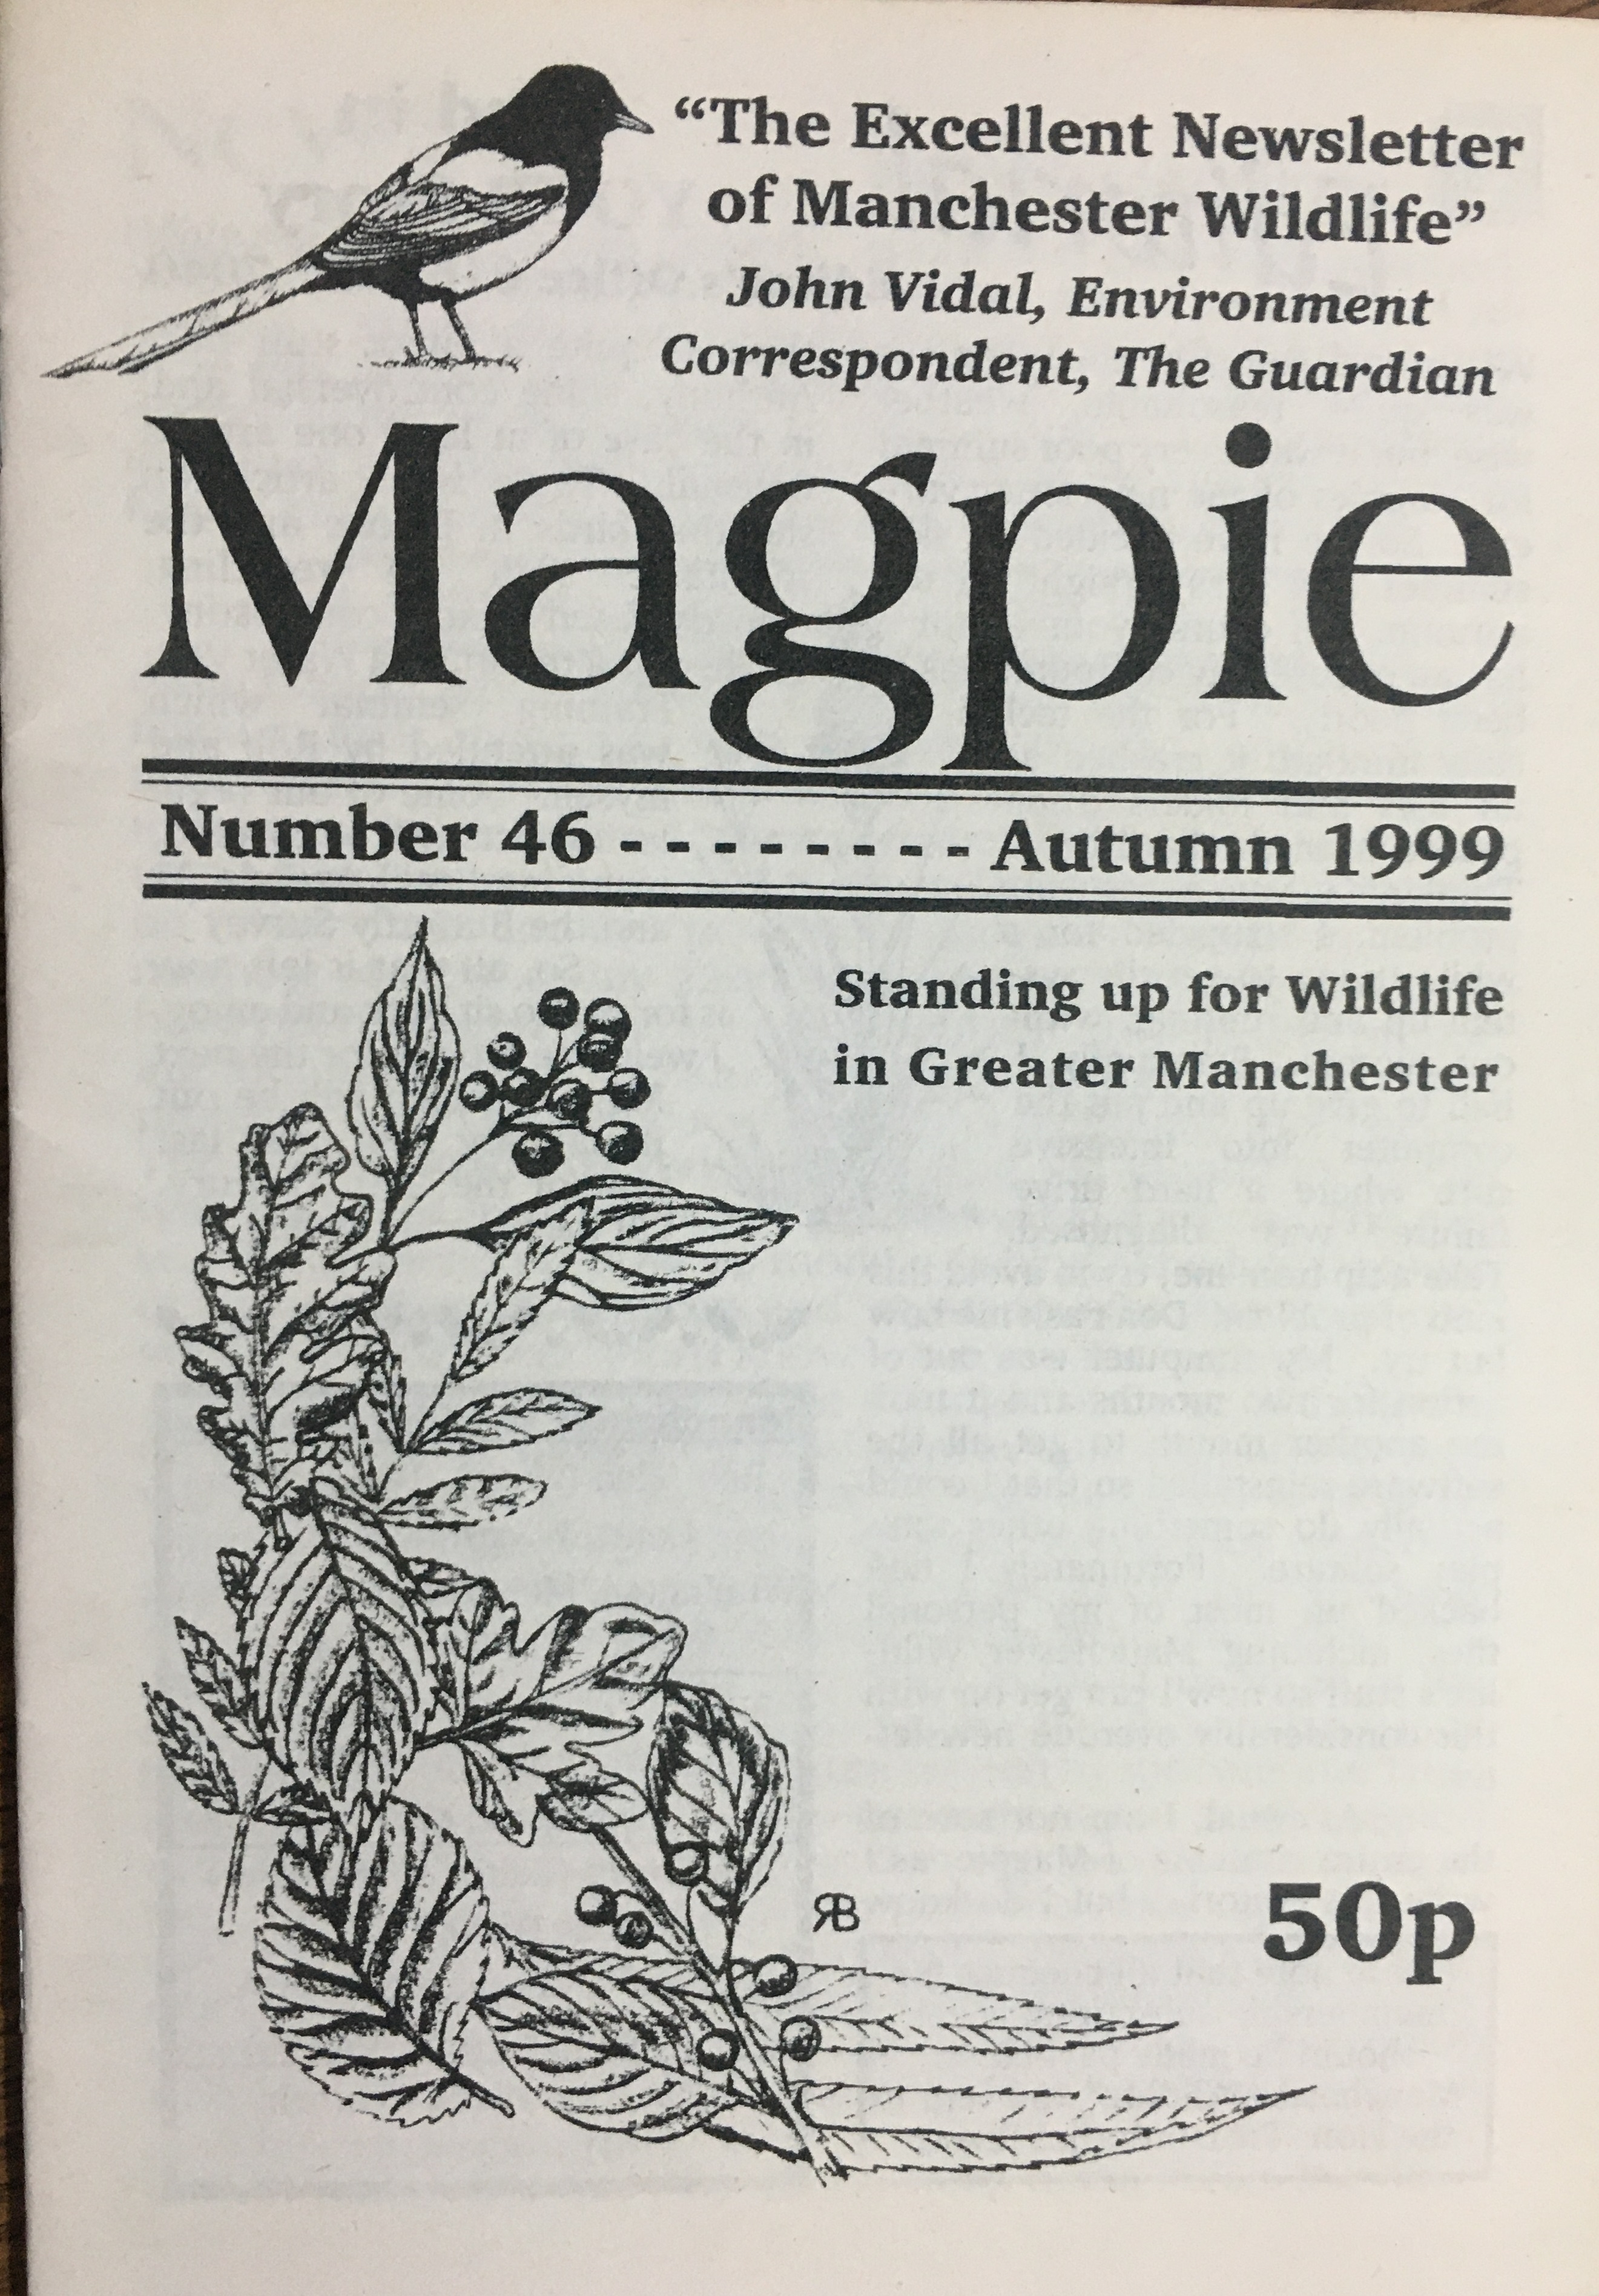 “The Excellent Newsletter
of Manchester Wildlife”
John Vidal, Environment
Correspondent, The Guardian
Magpie
Number 46 - - - - - - - - Autumn 1999
Standing up for Wildlife
in Greater Manchester
RB
50p